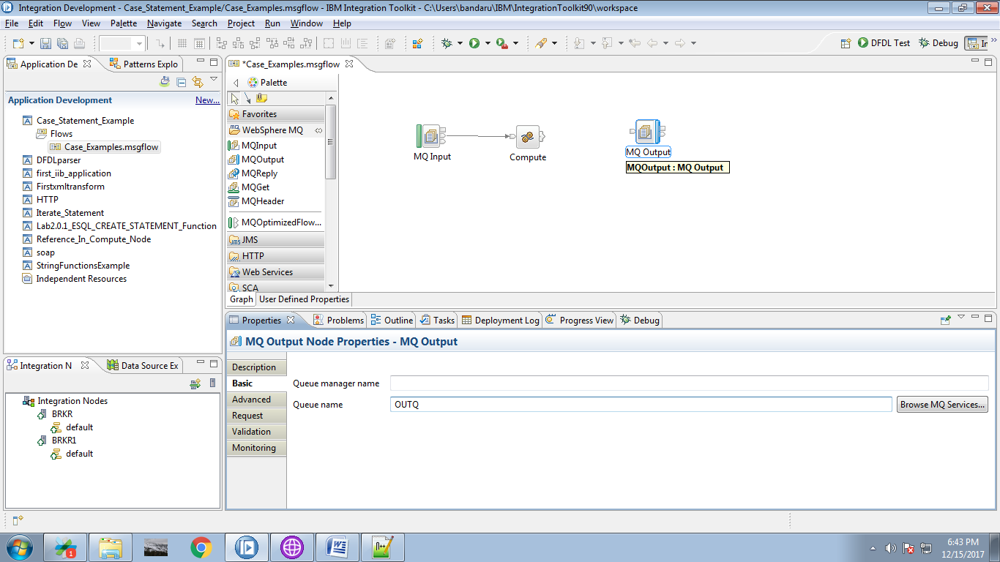 Integration Development - Case_Statement_Example/Case_Examples.msgflow - IBM Integration Toolkit - C:\Users\bandaru\IBM\IntegrationToolkit90\workspace
File Edit Flow View Palette Navigate Search Project Run Window Help
DFDL Test Debug
Application De Patterns Explo
Application Development New...
Case_Statement_Example
Flows
Case_Examples.msgflow
DFDLparser
first_iib_application
Firstxmltransform
HTTP
Iterate_Statement
Lab2.0.1_ESQL_CREATE_STATEMENT_Function
Reference_In_Compute_Node
soap
StringFunctionsExample
Independent Resources
Integration N Data Source Ex
Integration Nodes
BRKR
default
BRKR1
default
*Case_Examples.msgflow
Palette
Favorites
WebSphere MQ
MQInput
MQOutput
MQReply
MQGet
MQHeader
MQOptimizedFlow...
JMS
HTTP
Web Services
SCA
MQ Input
Compute
MQ Output
MQOutput : MQ Output
Graph User Defined Properties
Properties Problems Outline Tasks Deployment Log Progress View Debug
MQ Output Node Properties - MQ Output
Description
Basic
Advanced
Request
Validation
Monitoring
Queue manager name
Queue name OUTQ Browse MQ Services...
1
N++
6:43 PM
12/15/2017